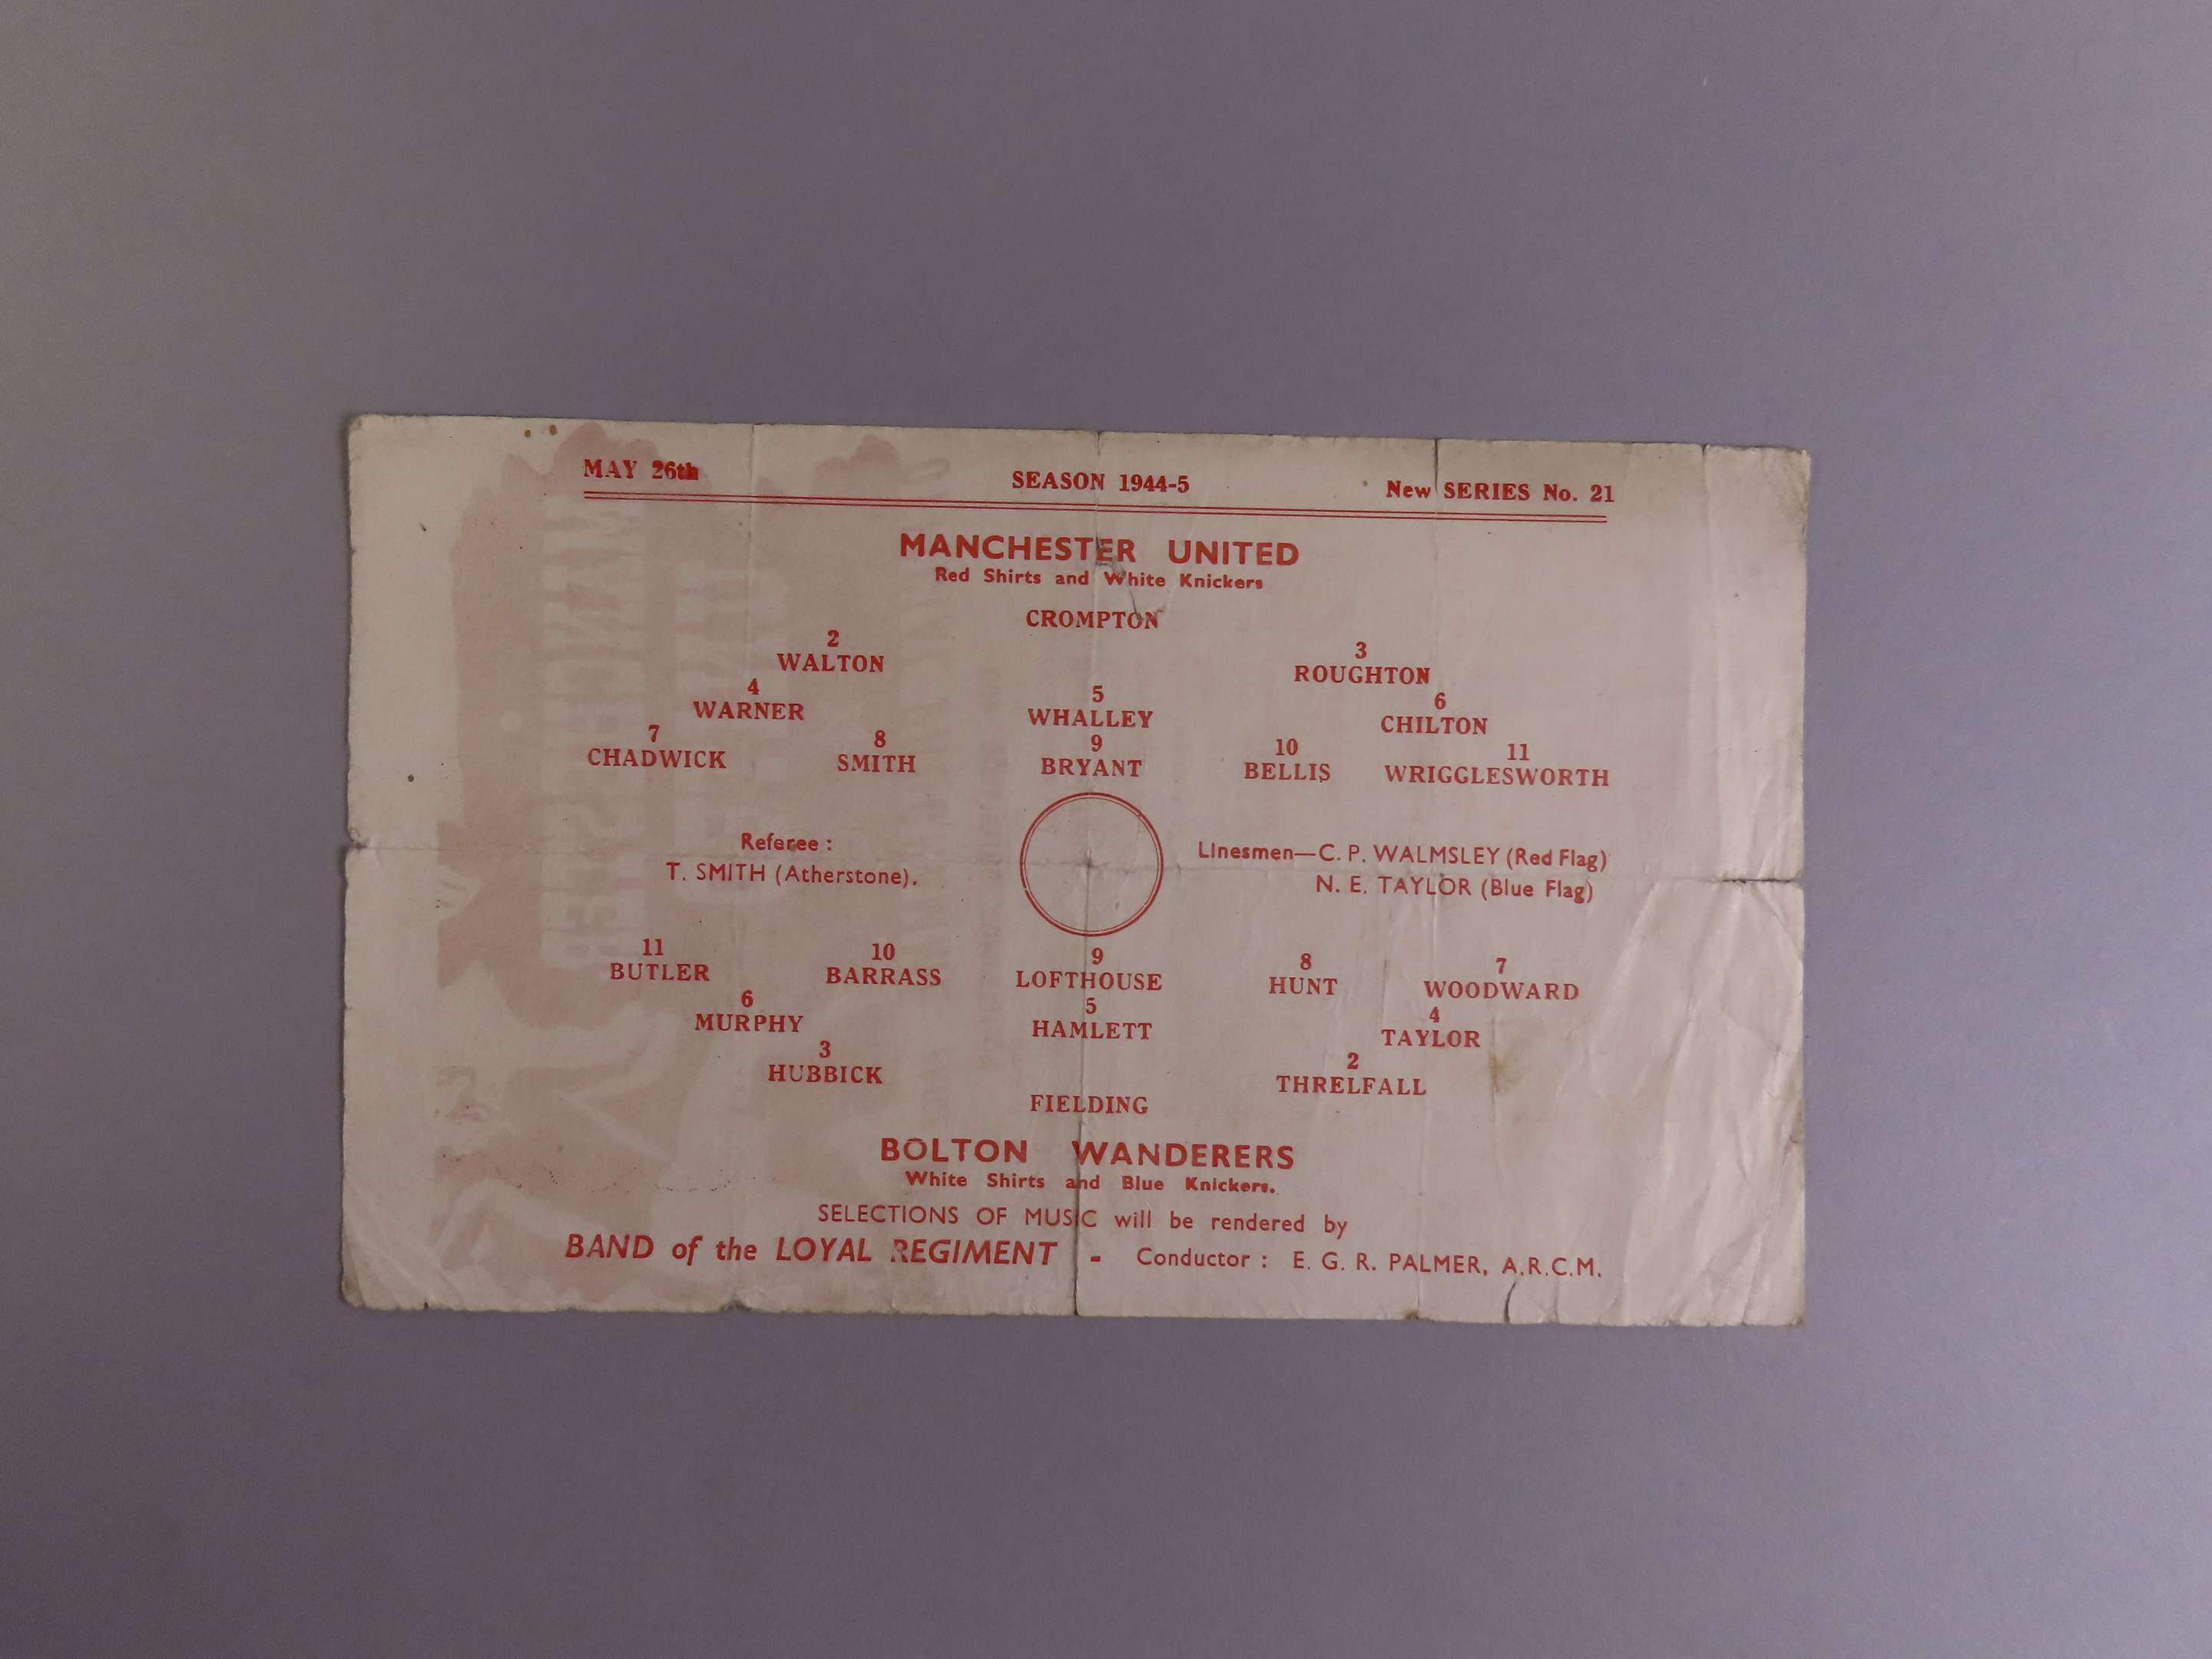 MAY 26th SEASON 1944-5 New SERIES No. 21
MANCHESTER UNITED
Red Shirts and White Knickers
CROMPTON
2 3
WALTON ROUGHTON
4 5 6
WARNER WHALLEY CHILTON
7 8 9 10 11
CHADWICK SMITH BRYANT BELLIS WRIGGLESWORTH
Referee : Linesmen—C. P. WALMSLEY (Red Flag)
T. SMITH (Atherstone). N. E. TAYLOR (Blue Flag)
11 10 9 8 7
BUTLER BARRASS LOFTHOUSE HUNT WOODWARD
6 5 4
MURPHY HAMLETT TAYLOR
3 2
HUBBICK THRELFALL
FIELDING
BOLTON WANDERERS
White Shirts and Blue Knickers.
SELECTIONS OF MUSIC will be rendered by
BAND of the LOYAL REGIMENT - Conductor : E. G. R. PALMER, A.R.C.M.